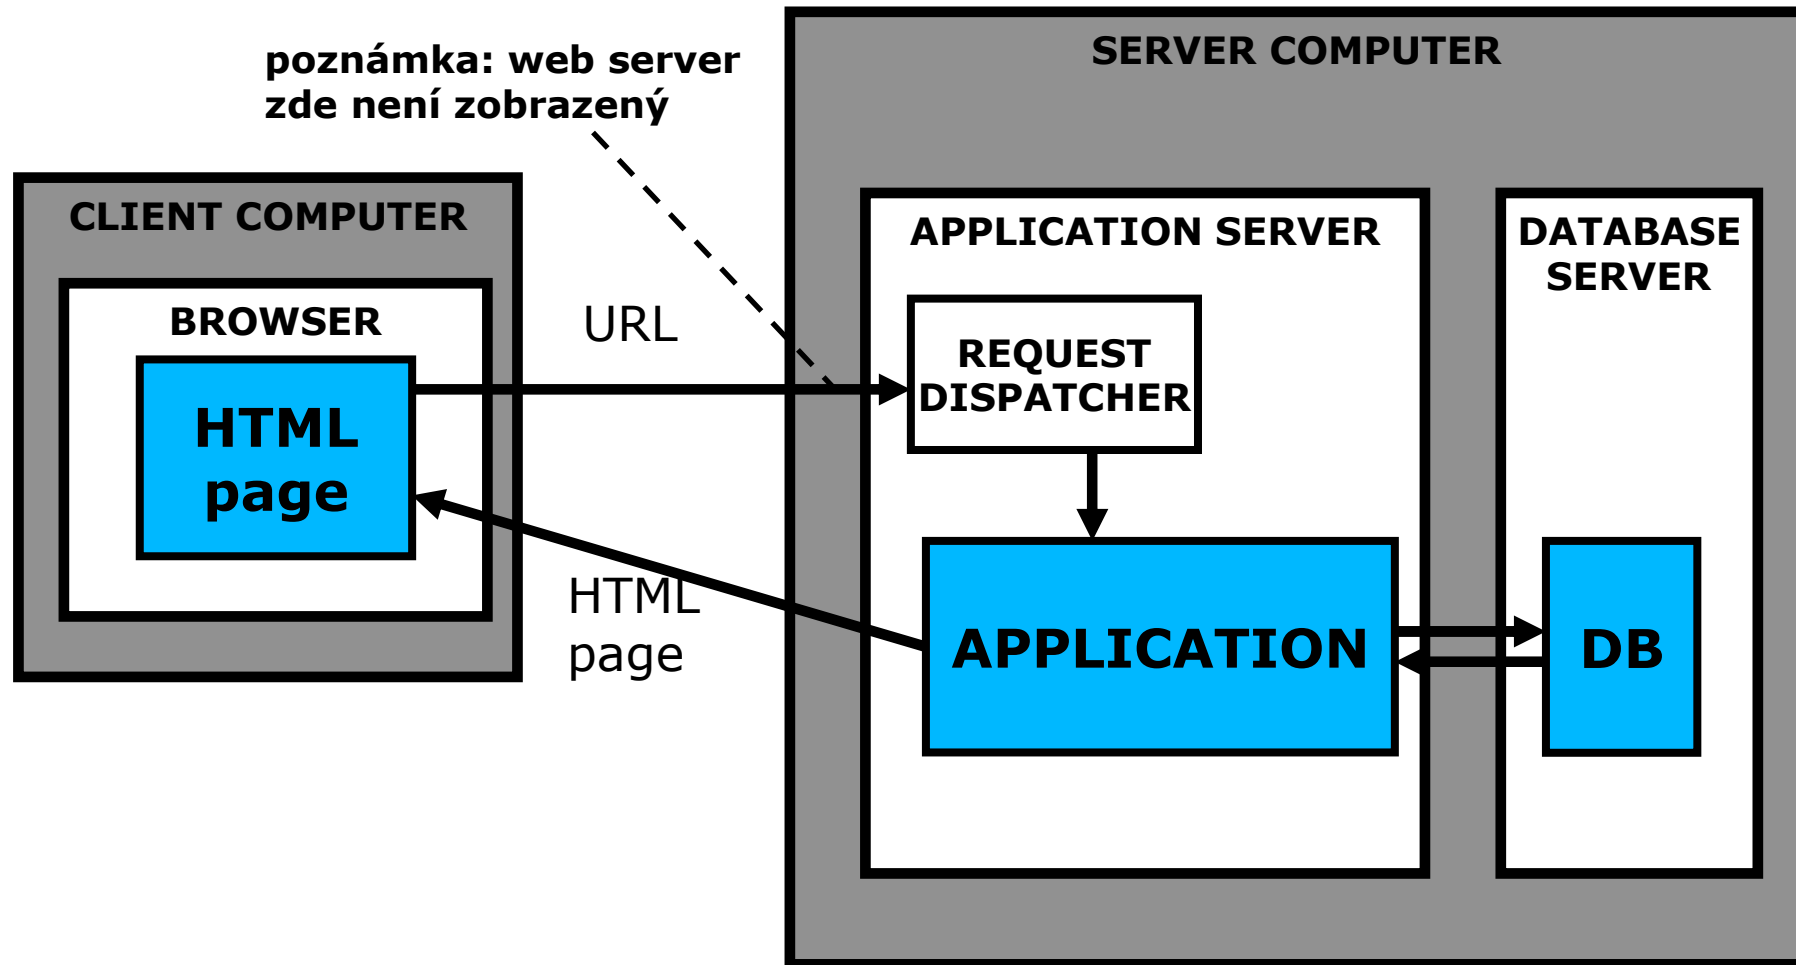 poznámka: web server
zde není zobrazený
SERVER COMPUTER
CLIENT COMPUTER
BROWSER
HTML
page
URL
HTML
page
APPLICATION SERVER
REQUEST
DISPATCHER
APPLICATION
DATABASE
SERVER
DB